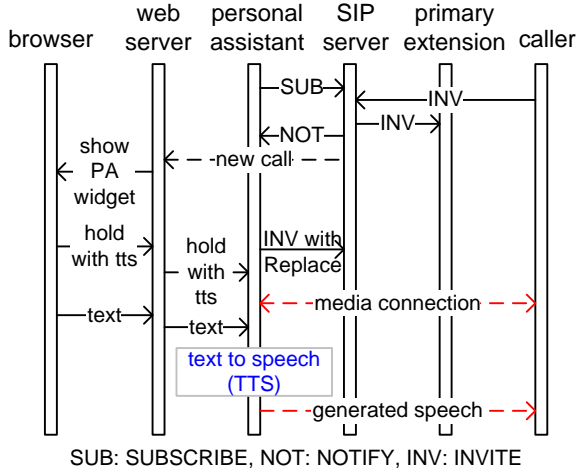 browser
web
server
personal
assistant
SIP
server
primary
extension
caller
SUB
INV
INV
NOT
new call
show
PA
widget
hold
with tts
hold
with
tts
INV with
Replace
media connection
text
text
text to speech
(TTS)
generated speech
SUB: SUBSCRIBE, NOT: NOTIFY, INV: INVITE